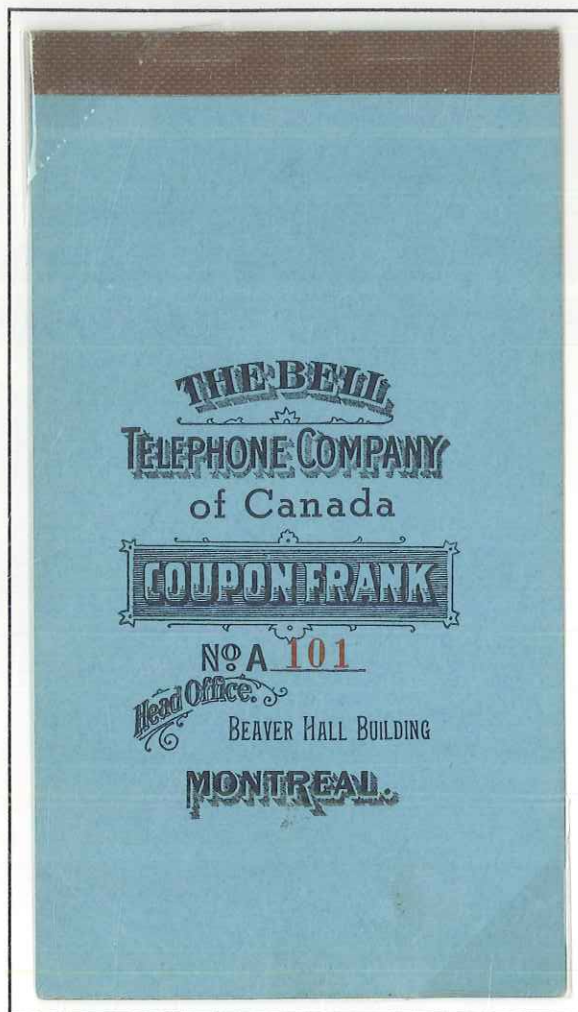 THE BELL
TELEPHONE COMPANY
of Canada
COUPON FRANK
No. A 101
Head Office.
BEAVER HALL BUILDING
MONTREAL.